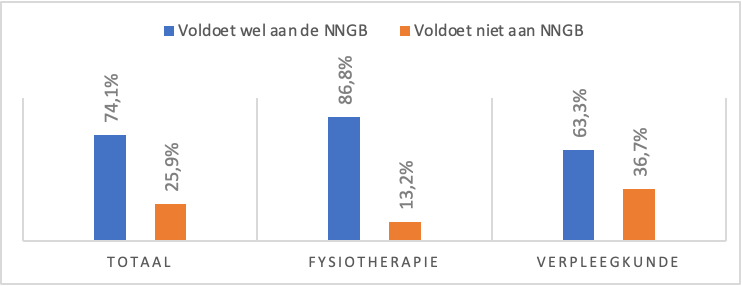 Voldoet wel aan de NNGB Voldoet niet aan NNGB
74,1% 25,9% 86,8% 13,2% 63,3% 36,7%
TOTAAL FYSIOTHERAPIE VERPLEEGKUNDE